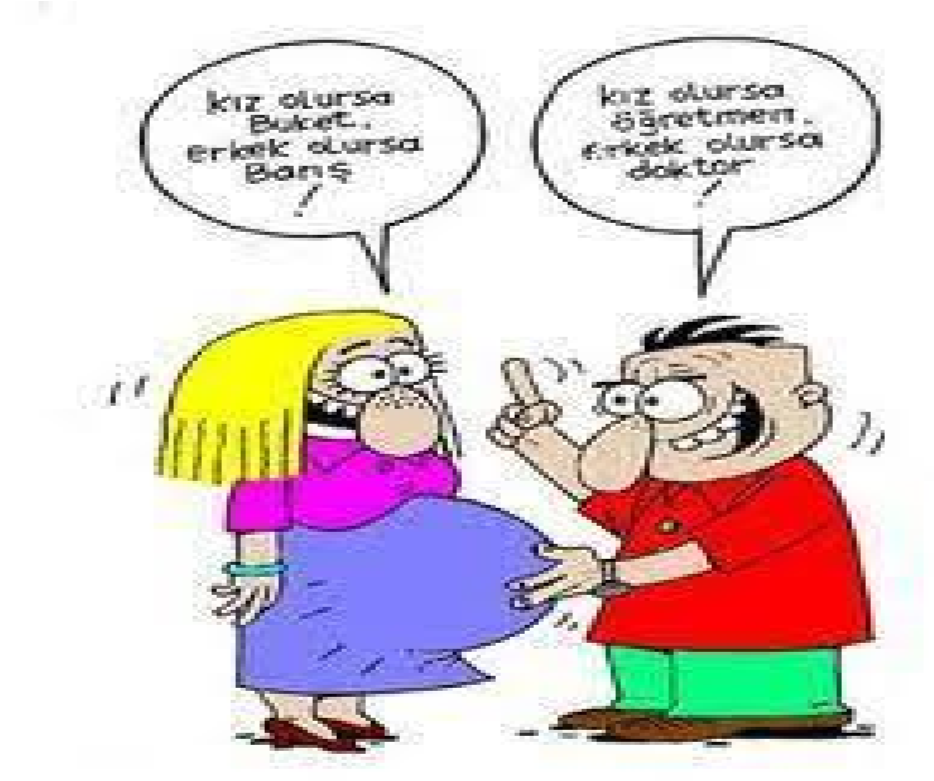 kız olursa
Buket..
erkek olursa
Barış
!
kız olursa
öğretmen.
Erkek olursa
doktor
!